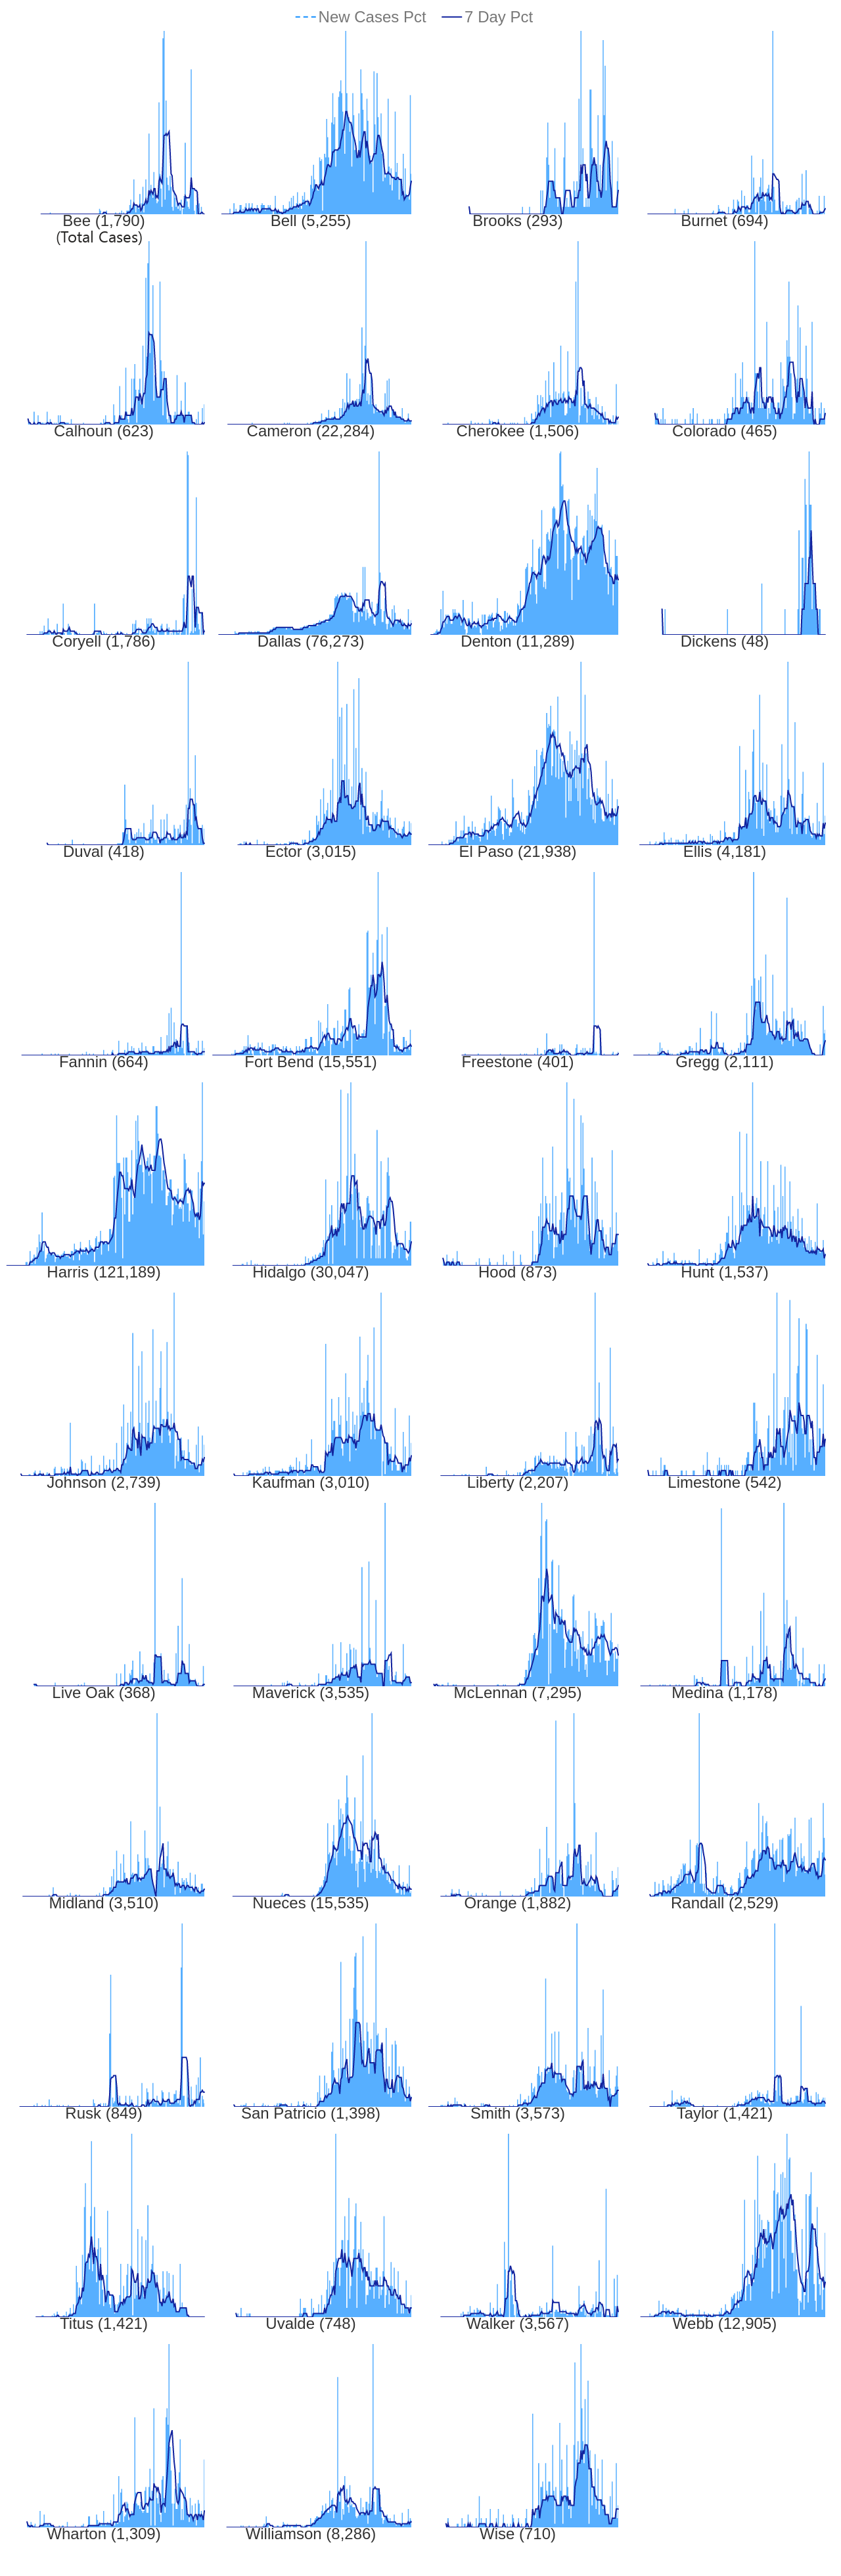 New Cases Pct 7 Day Pct
Bee (1,790) Bell (5,255) Brooks (293) Burnet (694)
(Total Cases)
Calhoun (623) Cameron (22,284) Cherokee (1,506) Colorado (465)
Coryell (1,786) Dallas (76,273) Denton (11,289) Dickens (48)
Duval (418) Ector (3,015) El Paso (21,938) Ellis (4,181)
Fannin (664) Fort Bend (15,551) Freestone (401) Gregg (2,111)
Harris (121,189) Hidalgo (30,047) Hood (873) Hunt (1,537)
Johnson (2,739) Kaufman (3,010) Liberty (2,207) Limestone (542)
Live Oak (368) Maverick (3,535) McLennan (7,295) Medina (1,178)
Midland (3,510) Nueces (15,535) Orange (1,882) Randall (2,529)
Rusk (849) San Patricio (1,398) Smith (3,573) Taylor (1,421)
Titus (1,421) Uvalde (748) Walker (3,567) Webb (12,905)
Wharton (1,309) Williamson (8,286) Wise (710)